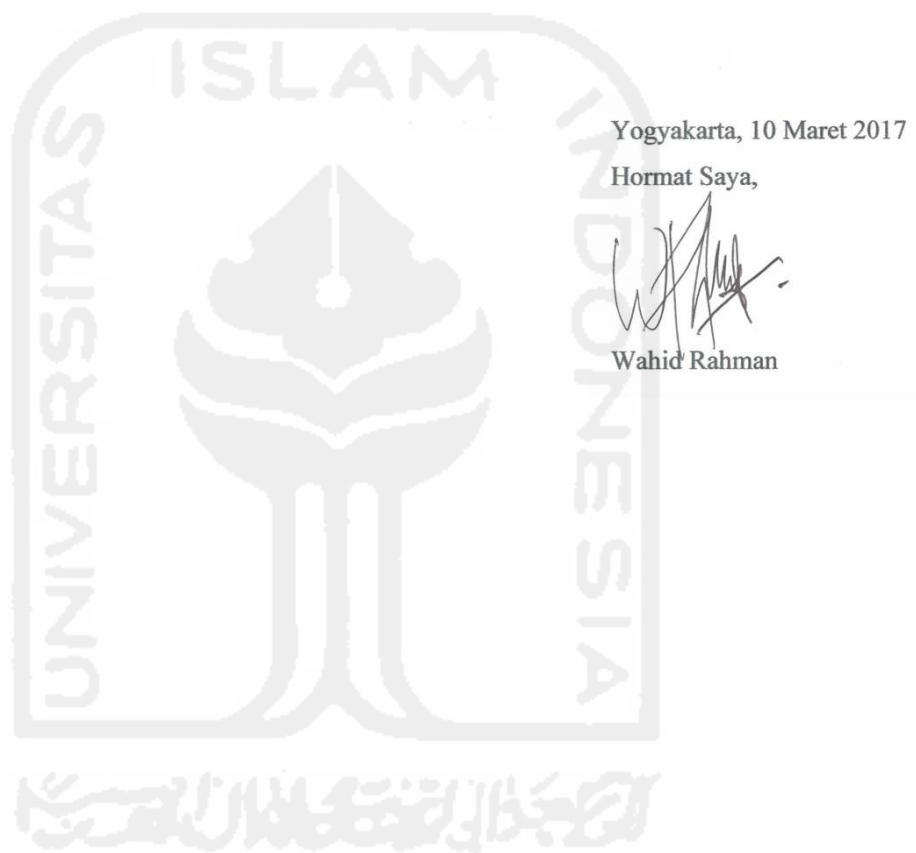 UNIVERSITAS ISLAM INDONESIA
Yogyakarta, 10 Maret 2017
Hormat Saya,
Wahid Rahman